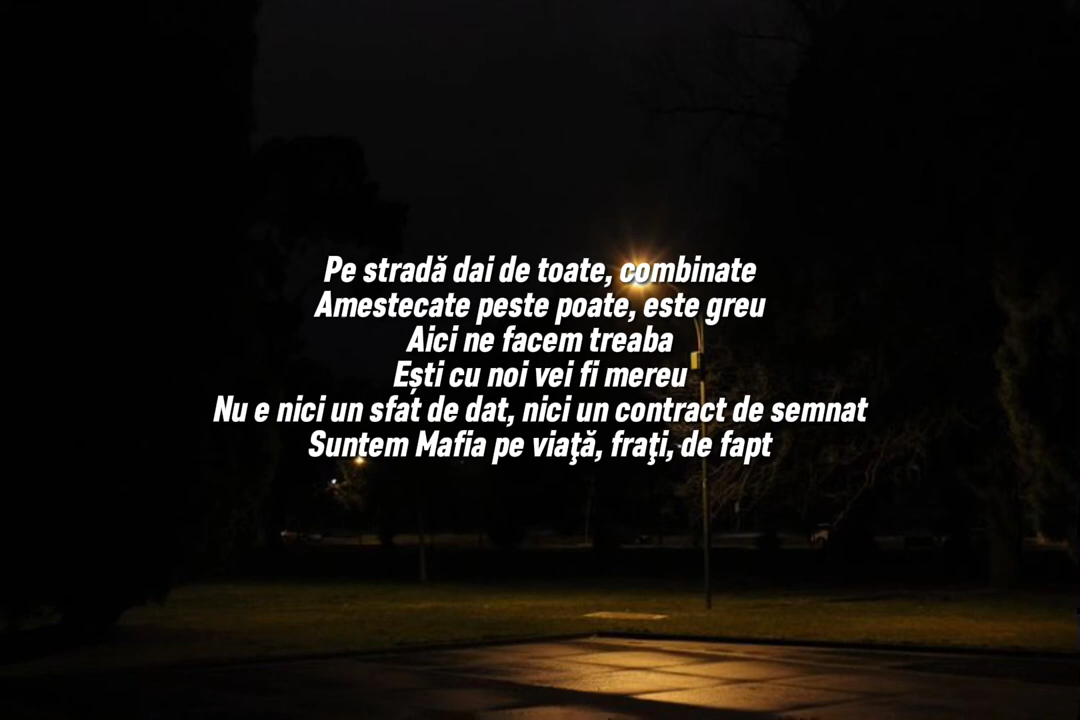 Pe stradă dai de toate, combinate
Amestecate peste poate, este greu
Aici ne facem treaba
Ești cu noi vei fi mereu
Nu e nici un sfat de dat, nici un contract de semnat
Suntem Mafia pe viaţă, fraţi, de fapt